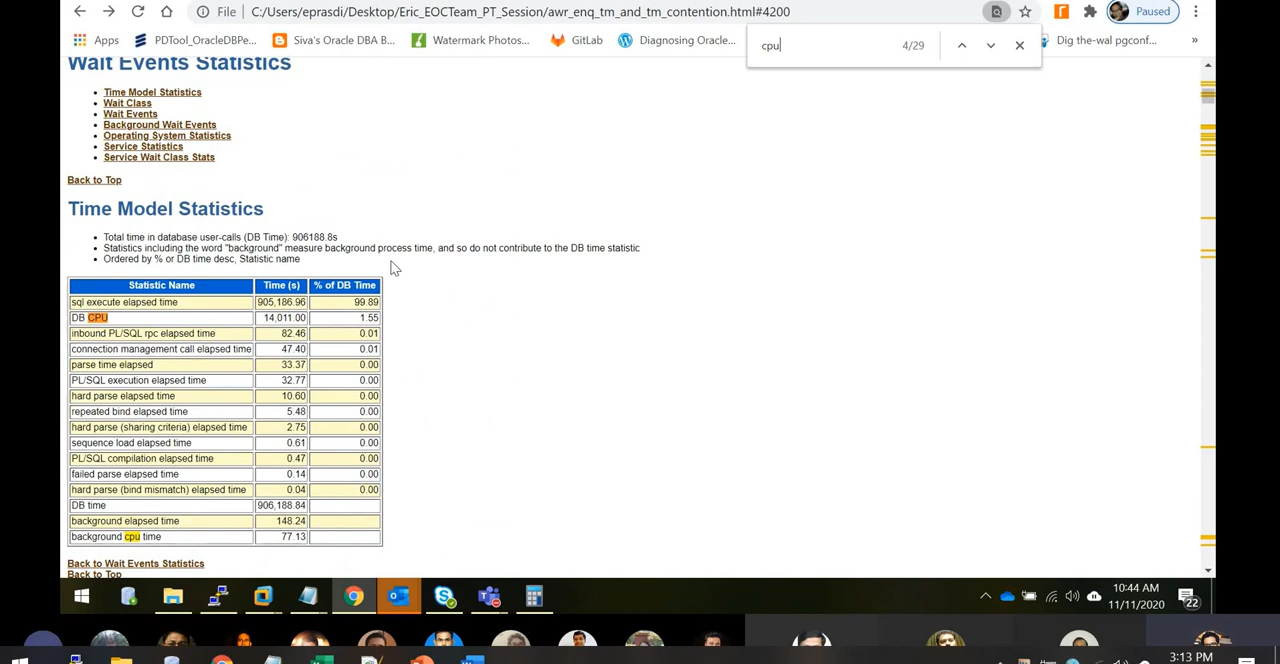 File C:/Users/eprasdi/Desktop/Eric_EOCTeam_PT_Session/awr_enq_tm_and_tm_contention.html#4200 Paused
Apps PDTool_OracleDBPe... Siva's Oracle DBA B... Watermark Photos... GitLab Diagnosing Oracle... Dig the-wal pgconf... »
cpu 4/29
Wait Events Statistics
Time Model Statistics
Wait Class
Wait Events
Background Wait Events
Operating System Statistics
Service Statistics
Service Wait Class Stats
Back to Top
Time Model Statistics
Total time in database user-calls (DB Time): 906188.8s
Statistics including the word "background" measure background process time, and so do not contribute to the DB time statistic
Ordered by % or DB time desc, Statistic name
Statistic Name Time (s) % of DB Time
sql execute elapsed time 905,186.96 99.89
DB CPU 14,011.00 1.55
inbound PL/SQL rpc elapsed time 82.46 0.01
connection management call elapsed time 47.40 0.01
parse time elapsed 33.37 0.00
PL/SQL execution elapsed time 32.77 0.00
hard parse elapsed time 10.60 0.00
repeated bind elapsed time 5.48 0.00
hard parse (sharing criteria) elapsed time 2.75 0.00
sequence load elapsed time 0.61 0.00
PL/SQL compilation elapsed time 0.47 0.00
failed parse elapsed time 0.14 0.00
hard parse (bind mismatch) elapsed time 0.04 0.00
DB time 906,188.84
background elapsed time 148.24
background cpu time 77.13
Back to Wait Events Statistics
Back to Top
10:44 AM
11/11/2020
22
3:13 PM